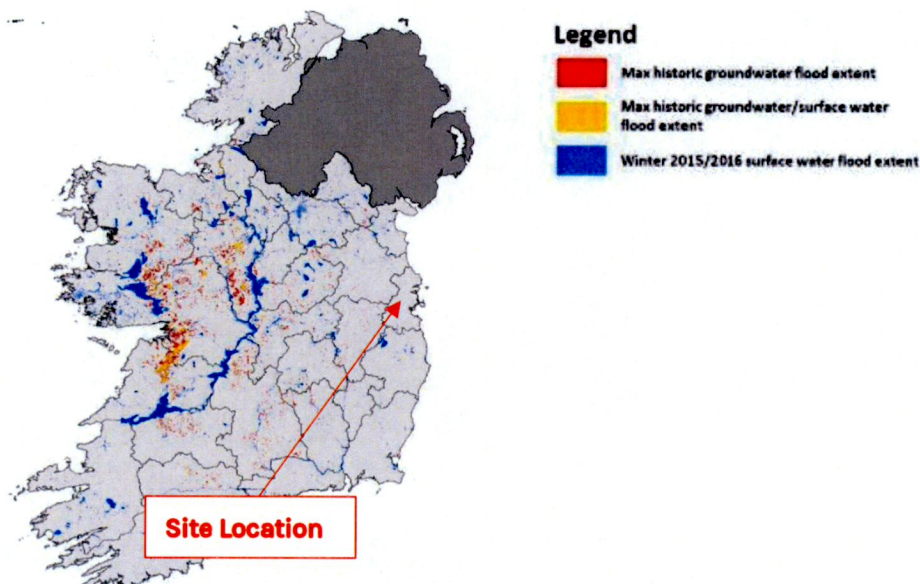 Legend
Max historic groundwater flood extent
Max historic groundwater/surface water
flood extent
Winter 2015/2016 surface water flood extent
Site Location